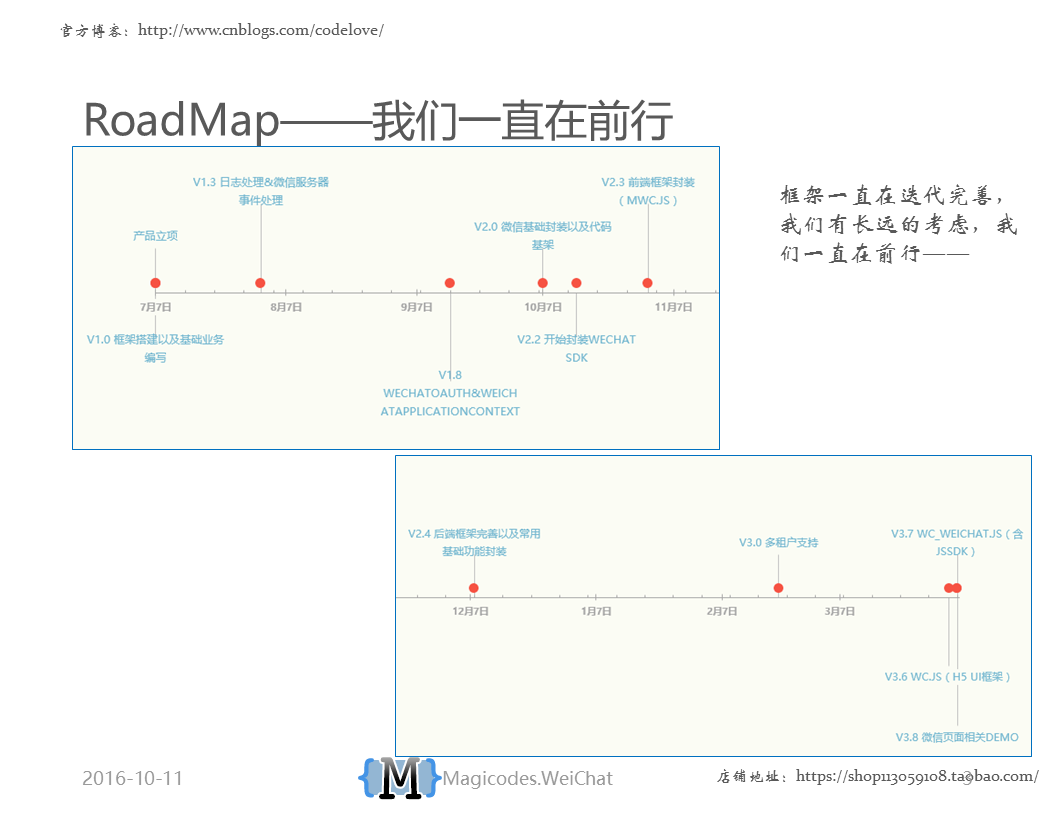 官方博客：http://www.cnblogs.com/codelove/
RoadMap——我们一直在前行
V1.3 日志处理&微信服务器
事件处理
V2.3 前端框架封装
（MWC.JS）
产品立项
V2.0 微信基础封装以及代码
基架
7月7日
8月7日
9月7日
10月7日
11月7日
V1.0 框架搭建以及基础业务
编写
V2.2 开始封装WECHAT
SDK
V1.8
WECHATOAUTH&WEICH
ATAPPLICATIONCONTEXT
框架一直在迭代完善，
我们有长远的考虑，我
们一直在前行——
V2.4 后端框架完善以及常用
基础功能封装
V3.0 多租户支持
V3.7 WC_WEICHAT.JS（含
JSSDK）
12月7日
1月7日
2月7日
3月7日
V3.6 WC.JS（H5 UI框架）
V3.8 微信页面相关DEMO
2016-10-11
{M}
Magicodes.WeiChat
店铺地址：https://shop113059108.taobao.com/
3